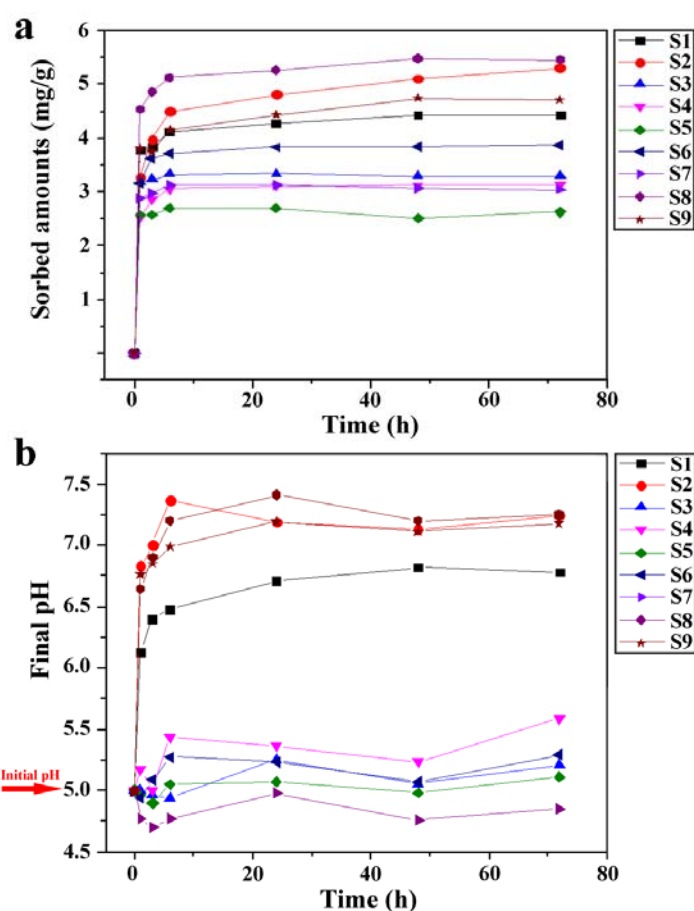 a
Sorbed amounts (mg/g)
6
5
4
3
2
1
0
20
40
60
80
Time (h)
S1
S2
S3
S4
S5
S6
S7
S8
S9
b
Final pH
7.5
7.0
6.5
6.0
5.5
5.0
4.5
Initial pH
0
20
40
60
80
Time (h)
S1
S2
S3
S4
S5
S6
S7
S8
S9